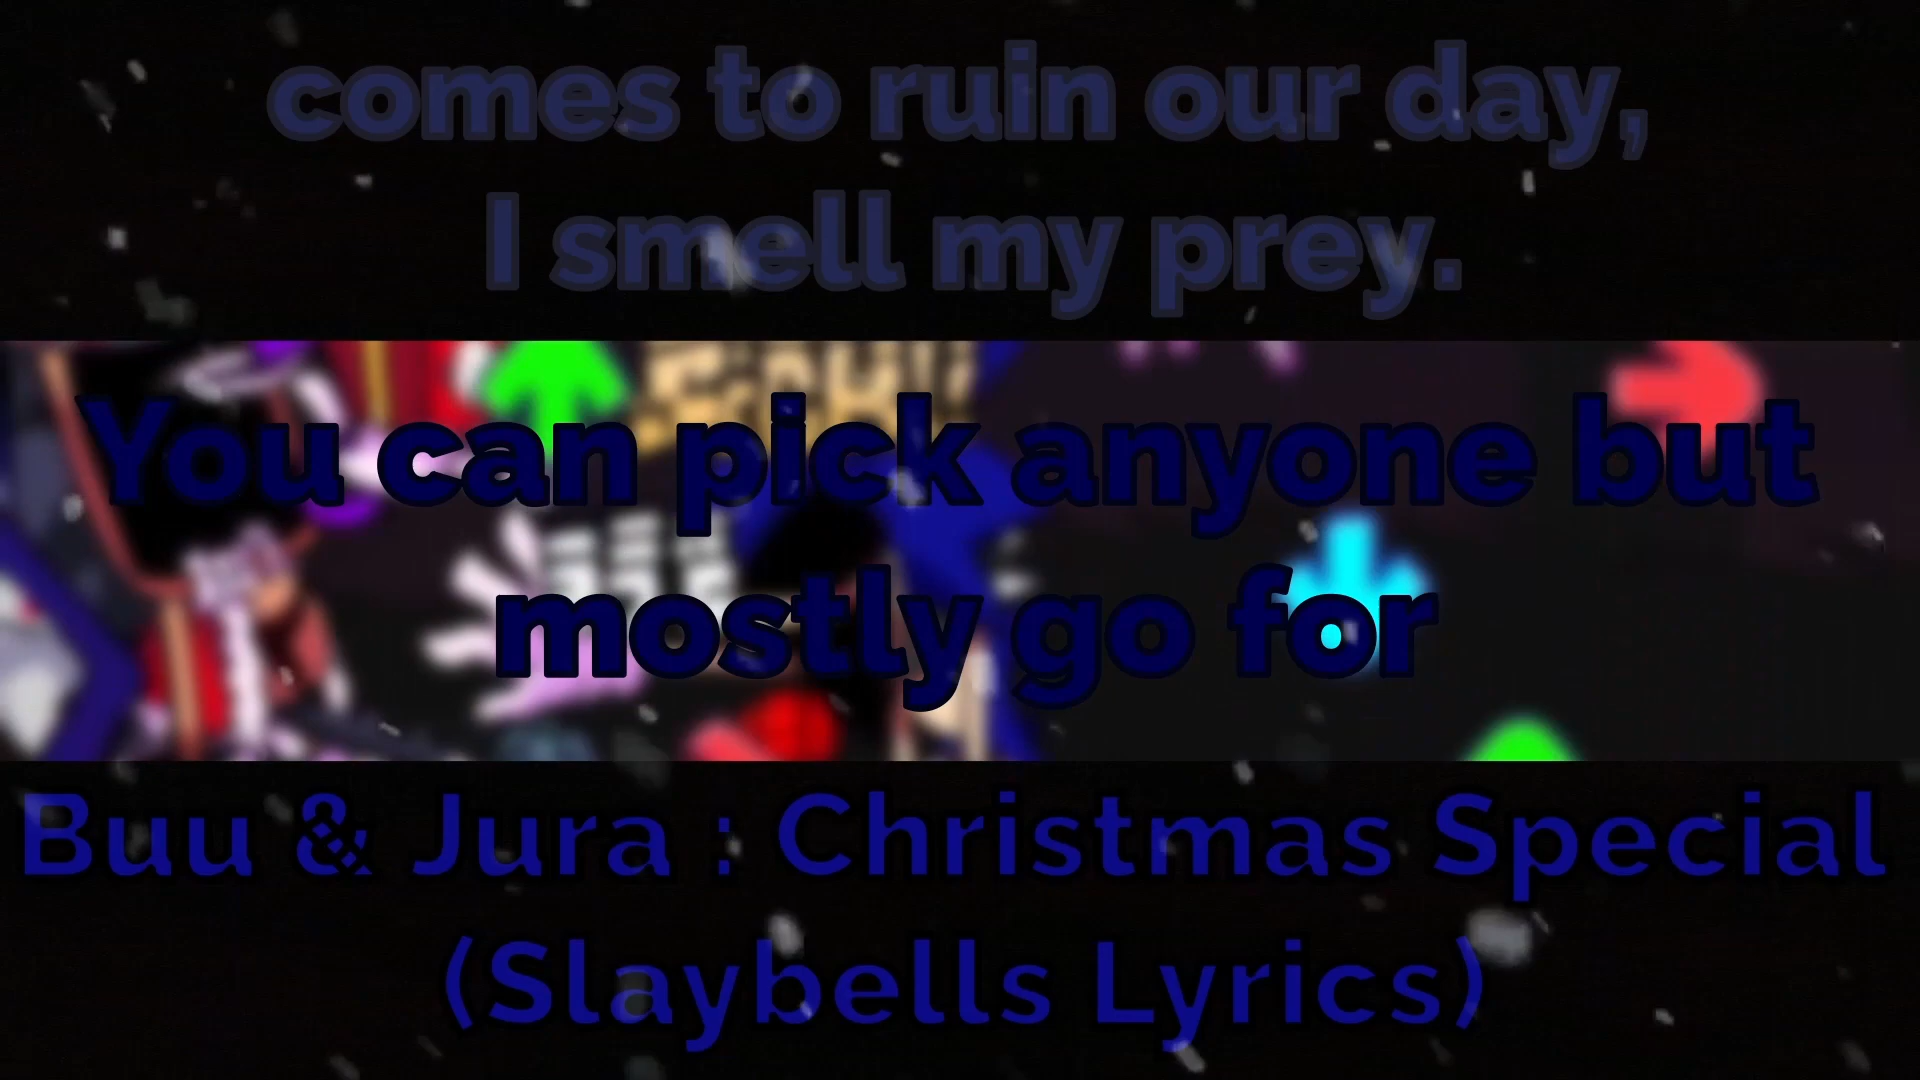 comes to ruin our day,
I smell my prey.
You can pick anyone but
mostly go for
Buu & Jura : Christmas Special
(Slaybells Lyrics)